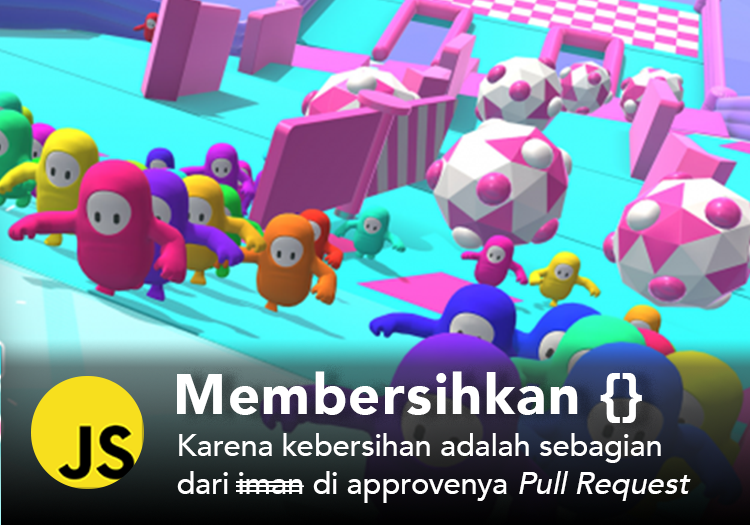 JS
Membersihkan {}
Karena kebersihan adalah sebagian
dari iman di approvenya Pull Request